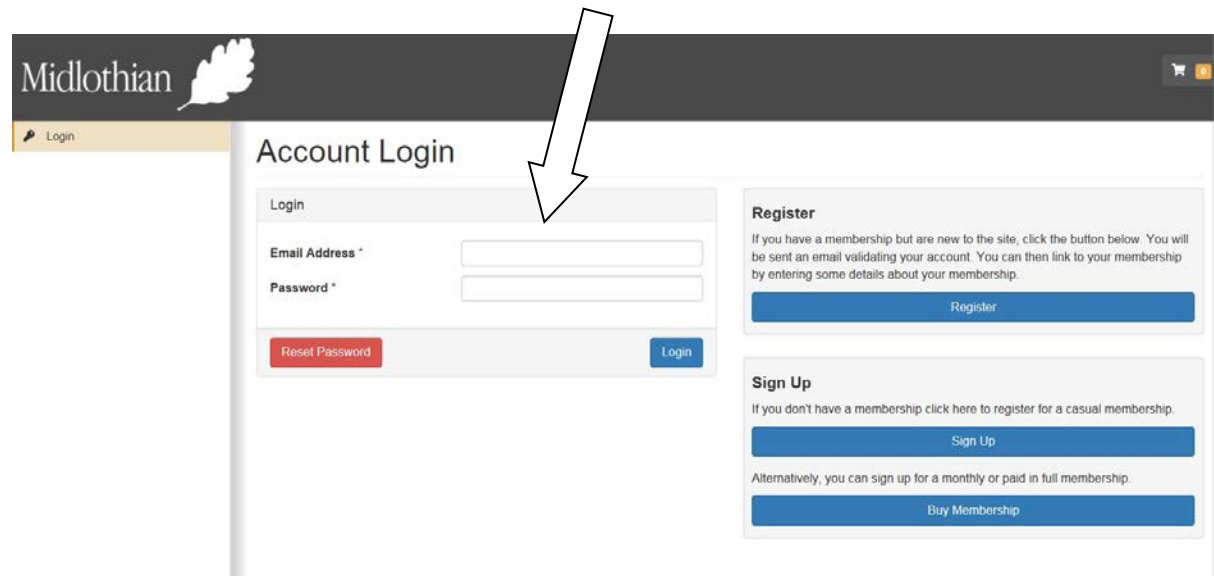 Midlothian
0
Login
Account Login
Login
Email Address *
Password *
Reset Password
Login
Register
If you have a membership but are new to the site, click the button below. You will
be sent an email validating your account. You can then link to your membership
by entering some details about your membership.
Register
Sign Up
If you don't have a membership click here to register for a casual membership.
Sign Up
Alternatively, you can sign up for a monthly or paid in full membership.
Buy Membership